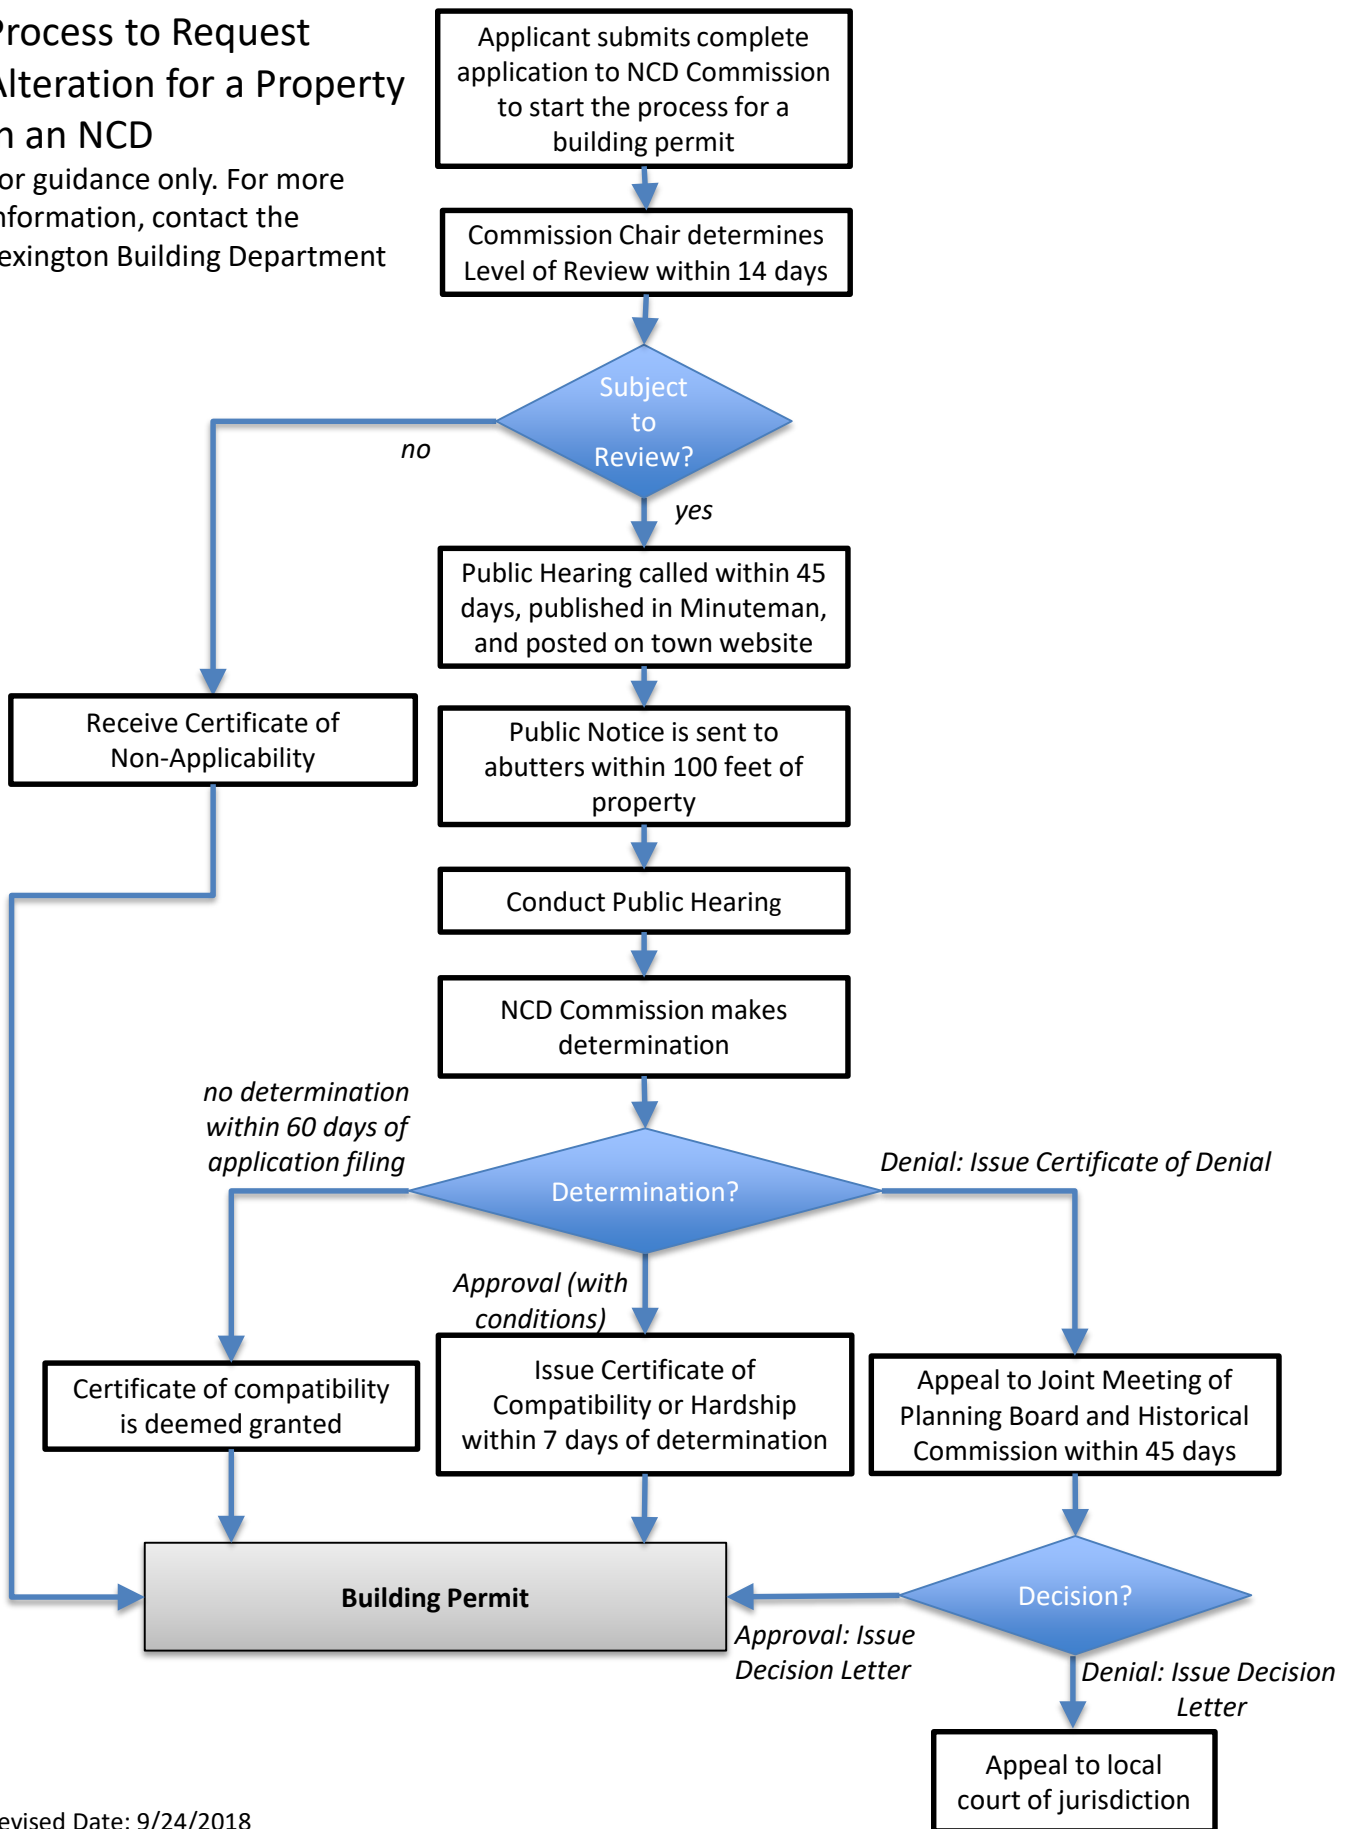 Process to Request
Alteration for a Property
in an NCD
For guidance only. For more
information, contact the
Lexington Building Department
Applicant submits complete
application to NCD Commission
to start the process for a
building permit
Commission Chair determines
Level of Review within 14 days
Subject
to
Review?
no
yes
Public Hearing called within 45
days, published in Minuteman,
and posted on town website
Receive Certificate of
Non-Applicability
Public Notice is sent to
abutters within 100 feet of
property
Conduct Public Hearing
NCD Commission makes
determination
no determination
within 60 days of
application filing
Determination?
Denial: Issue Certificate of Denial
Approval (with
conditions)
Certificate of compatibility
is deemed granted
Issue Certificate of
Compatibility or Hardship
within 7 days of determination
Appeal to Joint Meeting of
Planning Board and Historical
Commission within 45 days
Building Permit
Decision?
Approval: Issue
Decision Letter
Denial: Issue Decision
Letter
Appeal to local
court of jurisdiction
Revised Date: 9/24/2018